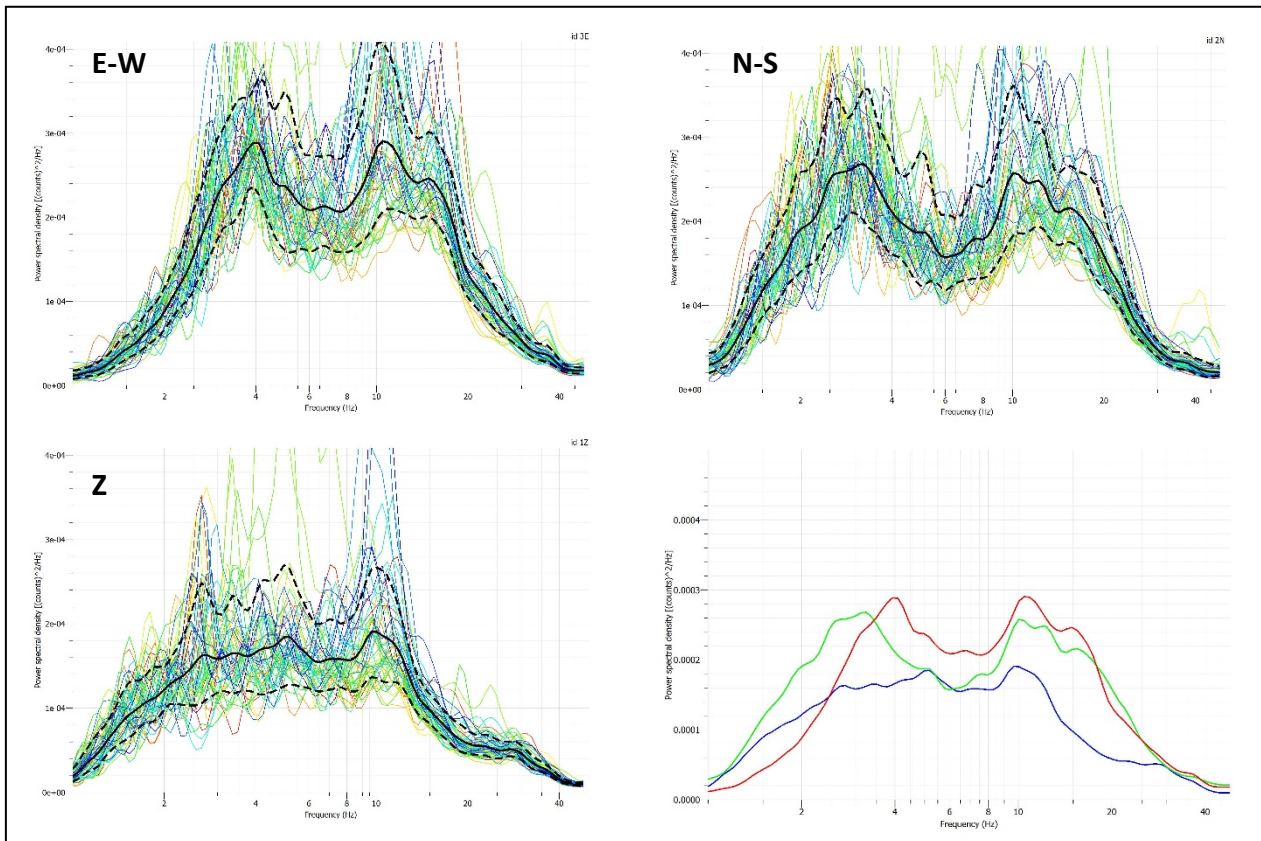 E-W
id 3E
Power spectral density [(counts)^2/Hz]
4e-04
3e-04
2e-04
1e-04
0e+00
2 4 6 8 10 20 40
Frequency (Hz)
N-S
id 2N
Power spectral density [(counts)^2/Hz]
4e-04
3e-04
2e-04
1e-04
0e+00
2 4 6 8 10 20 40
Frequency (Hz)
Z
id 1Z
Power spectral density [(counts)^2/Hz]
4e-04
3e-04
2e-04
1e-04
0e+00
2 4 6 8 10 20 40
Frequency (Hz)
Power spectral density [(counts)^2/Hz]
0.0004
0.0003
0.0002
0.0001
0.0000
2 4 6 8 10 20 40
Frequency (Hz)